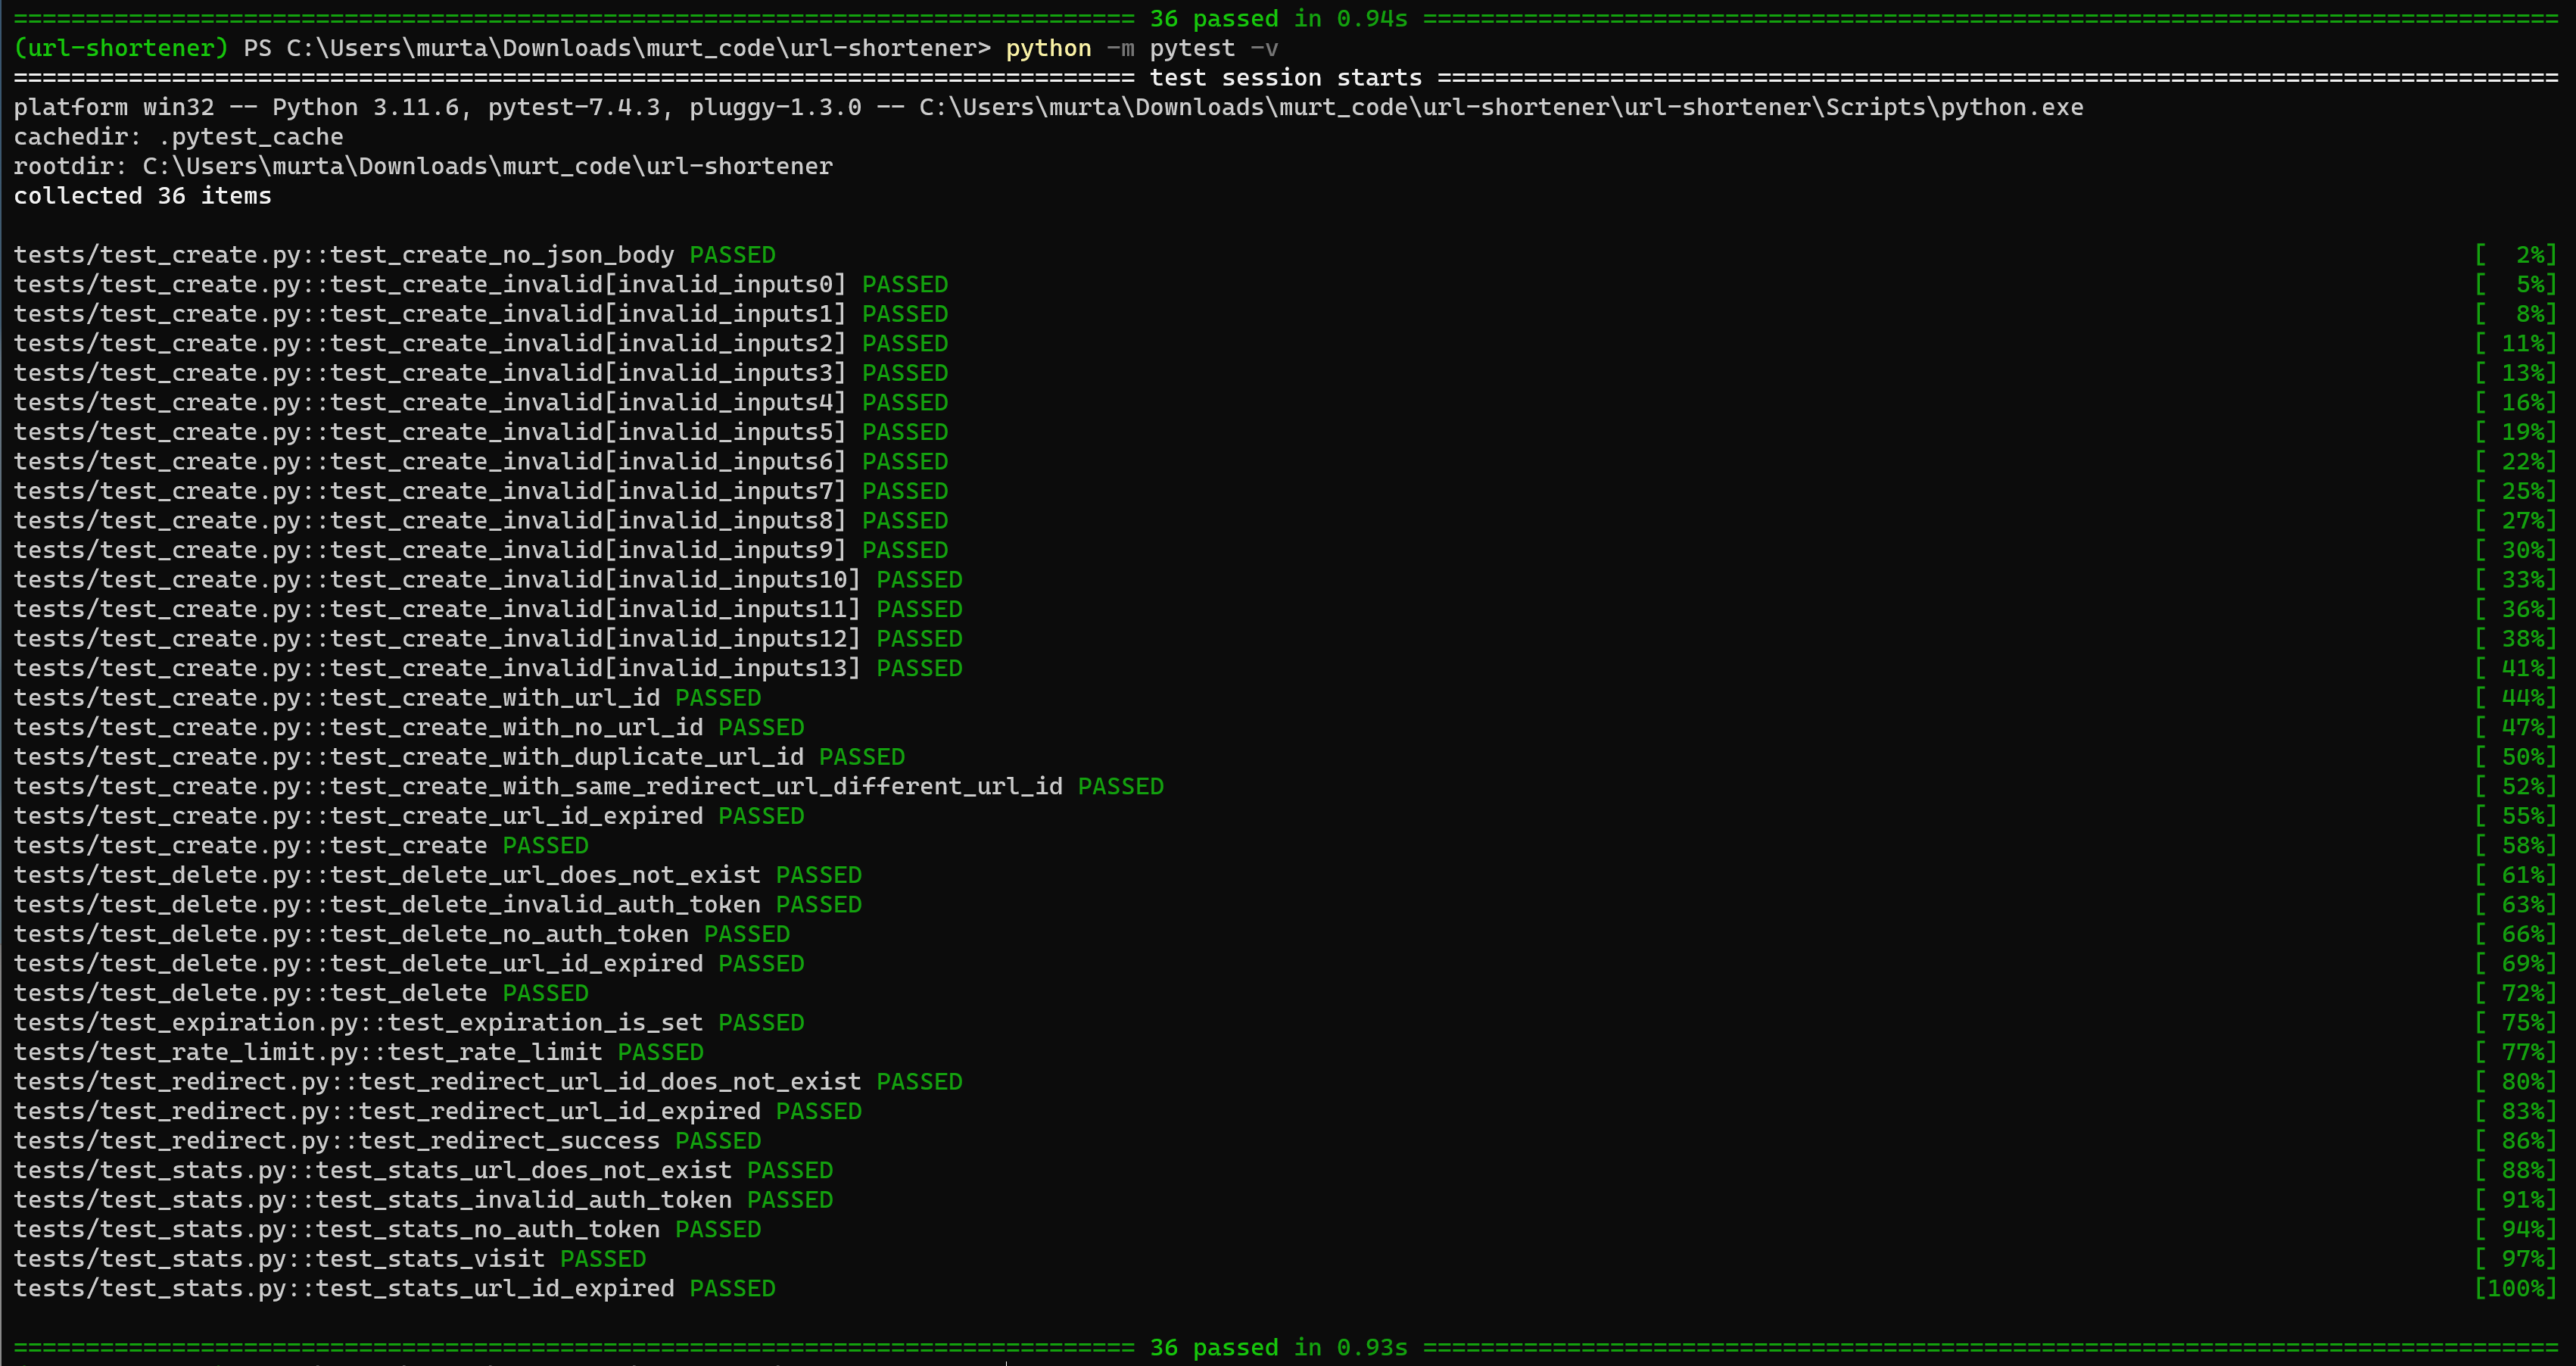 ============================================================================== 36 passed in 0.94s ===============================================================================
(url-shortener) PS C:\Users\murta\Downloads\murt_code\url-shortener> python -m pytest -v
============================================================================== test session starts ==============================================================================
platform win32 -- Python 3.11.6, pytest-7.4.3, pluggy-1.3.0 -- C:\Users\murta\Downloads\murt_code\url-shortener\url-shortener\Scripts\python.exe
cachedir: .pytest_cache
rootdir: C:\Users\murta\Downloads\murt_code\url-shortener
collected 36 items
tests/test_create.py::test_create_no_json_body PASSED [  2%]
tests/test_create.py::test_create_invalid[invalid_inputs0] PASSED [  5%]
tests/test_create.py::test_create_invalid[invalid_inputs1] PASSED [  8%]
tests/test_create.py::test_create_invalid[invalid_inputs2] PASSED [ 11%]
tests/test_create.py::test_create_invalid[invalid_inputs3] PASSED [ 13%]
tests/test_create.py::test_create_invalid[invalid_inputs4] PASSED [ 16%]
tests/test_create.py::test_create_invalid[invalid_inputs5] PASSED [ 19%]
tests/test_create.py::test_create_invalid[invalid_inputs6] PASSED [ 22%]
tests/test_create.py::test_create_invalid[invalid_inputs7] PASSED [ 25%]
tests/test_create.py::test_create_invalid[invalid_inputs8] PASSED [ 27%]
tests/test_create.py::test_create_invalid[invalid_inputs9] PASSED [ 30%]
tests/test_create.py::test_create_invalid[invalid_inputs10] PASSED [ 33%]
tests/test_create.py::test_create_invalid[invalid_inputs11] PASSED [ 36%]
tests/test_create.py::test_create_invalid[invalid_inputs12] PASSED [ 38%]
tests/test_create.py::test_create_invalid[invalid_inputs13] PASSED [ 41%]
tests/test_create.py::test_create_with_url_id PASSED [ 44%]
tests/test_create.py::test_create_with_no_url_id PASSED [ 47%]
tests/test_create.py::test_create_with_duplicate_url_id PASSED [ 50%]
tests/test_create.py::test_create_with_same_redirect_url_different_url_id PASSED [ 52%]
tests/test_create.py::test_create_url_id_expired PASSED [ 55%]
tests/test_create.py::test_create PASSED [ 58%]
tests/test_delete.py::test_delete_url_does_not_exist PASSED [ 61%]
tests/test_delete.py::test_delete_invalid_auth_token PASSED [ 63%]
tests/test_delete.py::test_delete_no_auth_token PASSED [ 66%]
tests/test_delete.py::test_delete_url_id_expired PASSED [ 69%]
tests/test_delete.py::test_delete PASSED [ 72%]
tests/test_expiration.py::test_expiration_is_set PASSED [ 75%]
tests/test_rate_limit.py::test_rate_limit PASSED [ 77%]
tests/test_redirect.py::test_redirect_url_id_does_not_exist PASSED [ 80%]
tests/test_redirect.py::test_redirect_url_id_expired PASSED [ 83%]
tests/test_redirect.py::test_redirect_success PASSED [ 86%]
tests/test_stats.py::test_stats_url_does_not_exist PASSED [ 88%]
tests/test_stats.py::test_stats_invalid_auth_token PASSED [ 91%]
tests/test_stats.py::test_stats_no_auth_token PASSED [ 94%]
tests/test_stats.py::test_stats_visit PASSED [ 97%]
tests/test_stats.py::test_stats_url_id_expired PASSED [100%]
============================================================================== 36 passed in 0.93s ===============================================================================